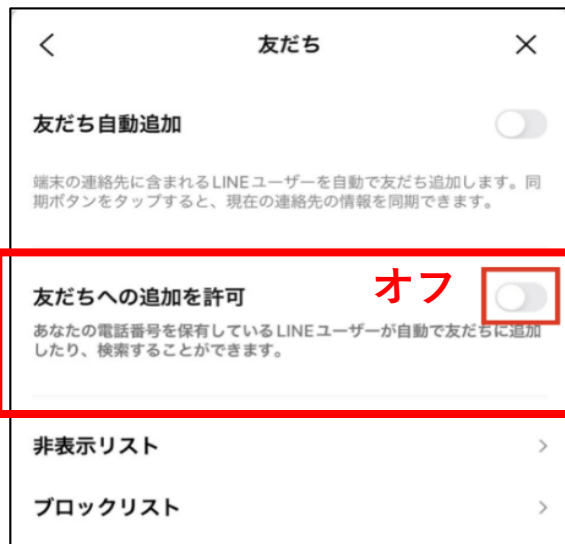 友だち
友だち自動追加
端末の連絡先に含まれるLINEユーザーを自動で友だち追加します。同
期ボタンをタップすると、現在の連絡先の情報を同期できます。
友だちへの追加を許可 オフ
あなたの電話番号を保有しているLINEユーザーが自動で友だちに追加
したり、検索することができます。
非表示リスト
ブロックリスト